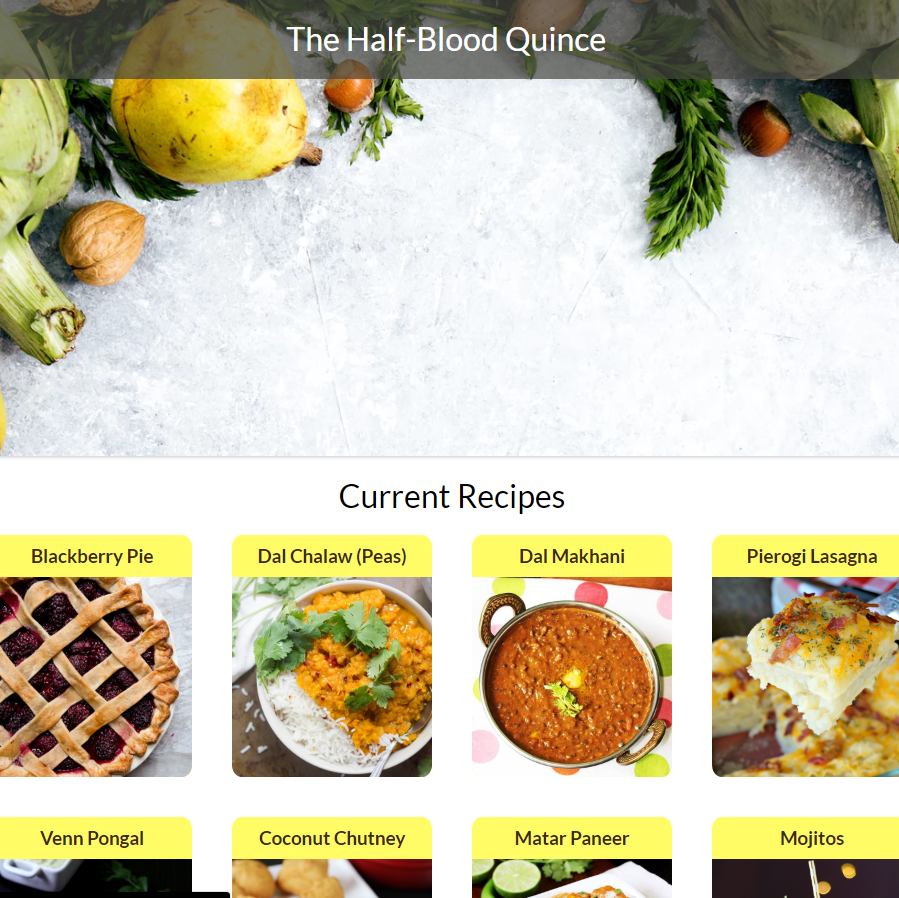 The Half-Blood Quince
Current Recipes
Blackberry Pie
Dal Chalaw (Peas)
Dal Makhani
Pierogi Lasagna
Venn Pongal
Coconut Chutney
Matar Paneer
Mojitos